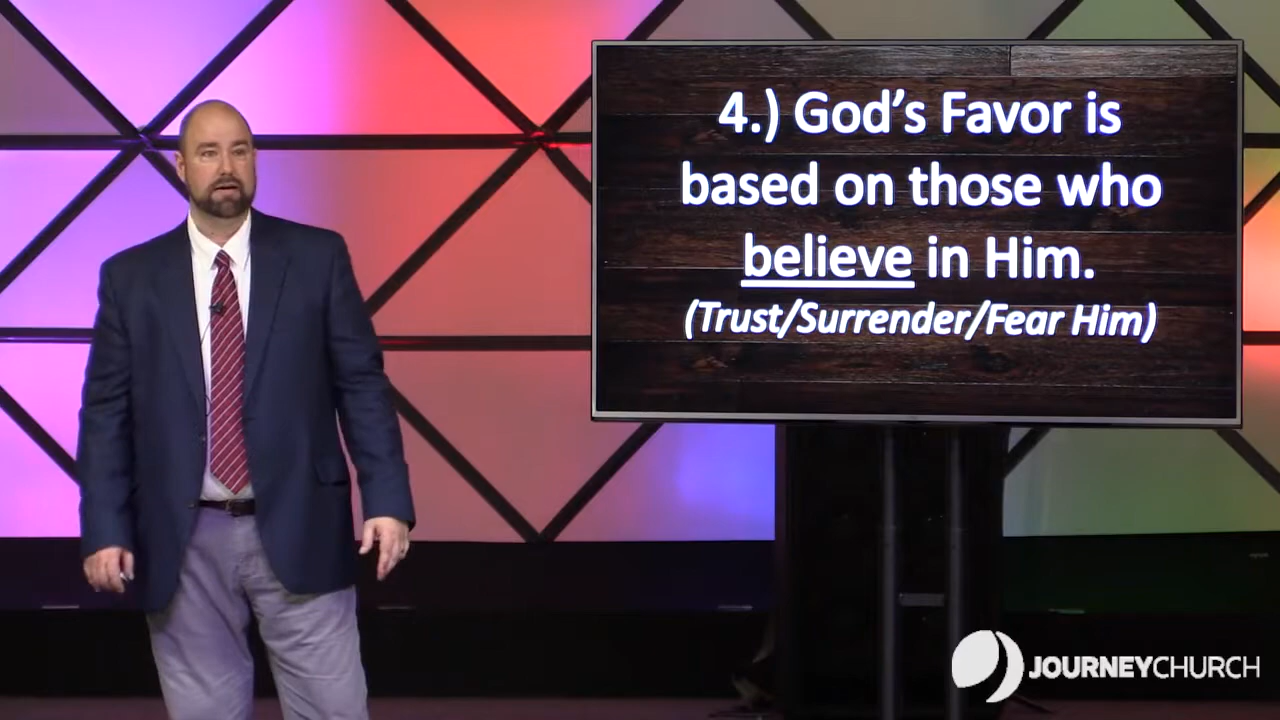 4.) God's Favor is
based on those who
believe in Him.
(Trust/Surrender/Fear Him)
JOURNEYCHURCH